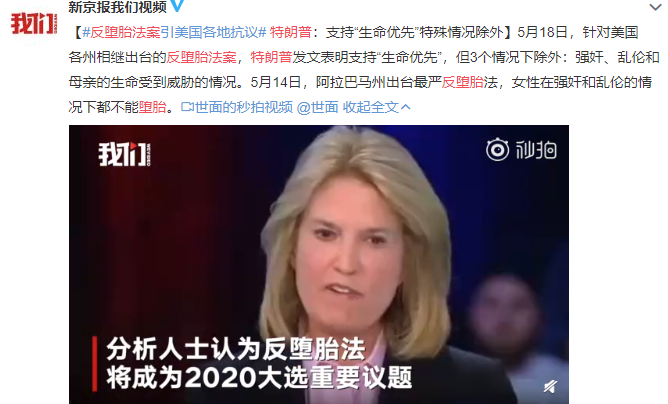 新京报我们视频
我们
【#反堕胎法案引美国各地抗议# 特朗普：支持“生命优先”特殊情况除外】5月18日，针对美国
各州相继出台的反堕胎法案，特朗普发文表明支持“生命优先”，但3个情况下除外：强奸、乱伦和
母亲的生命受到威胁的情况。5月14日，阿拉巴马州出台最严反堕胎法，女性在强奸和乱伦的情
况下都不能堕胎。世面的秒拍视频 @世面 收起全文
我们
秒拍
分析人士认为反堕胎法
将成为2020大选重要议题